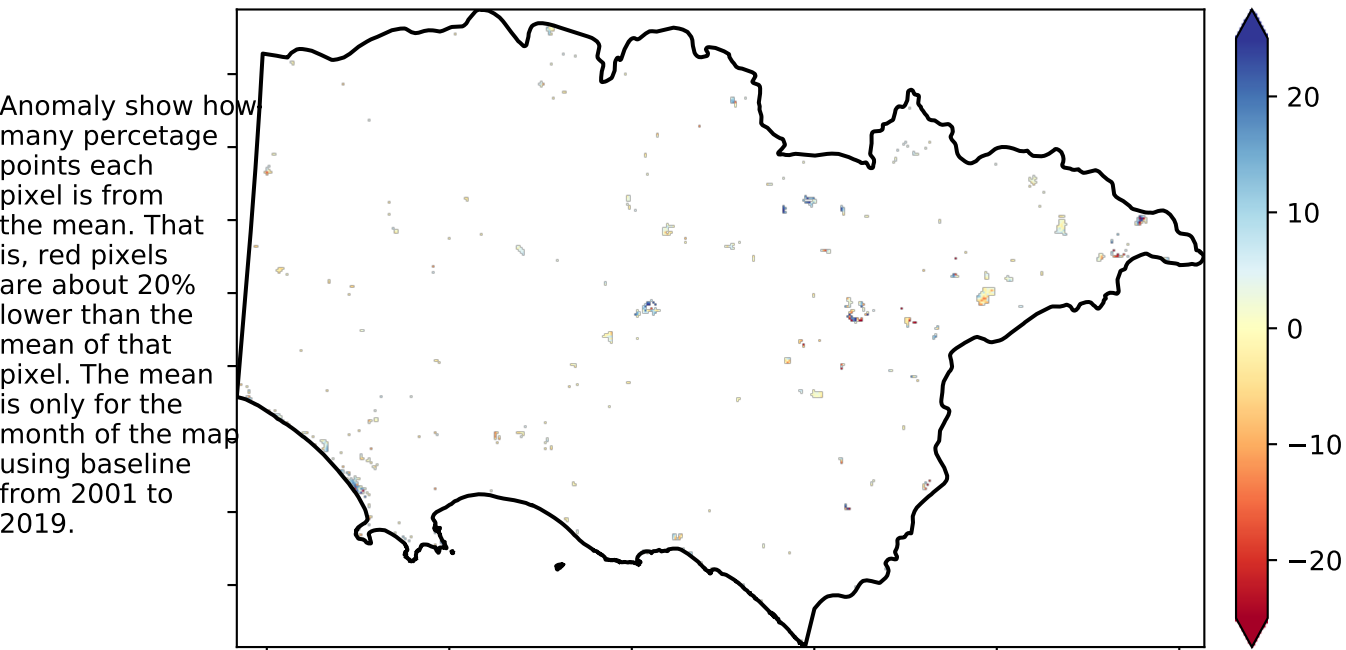 Anomaly show how
many percetage
points each
pixel is from
the mean. That
is, red pixels
are about 20%
lower than the
mean of that
pixel. The mean
is only for the
month of the map
using baseline
from 2001 to
2019.
20
10
0
−10
−20